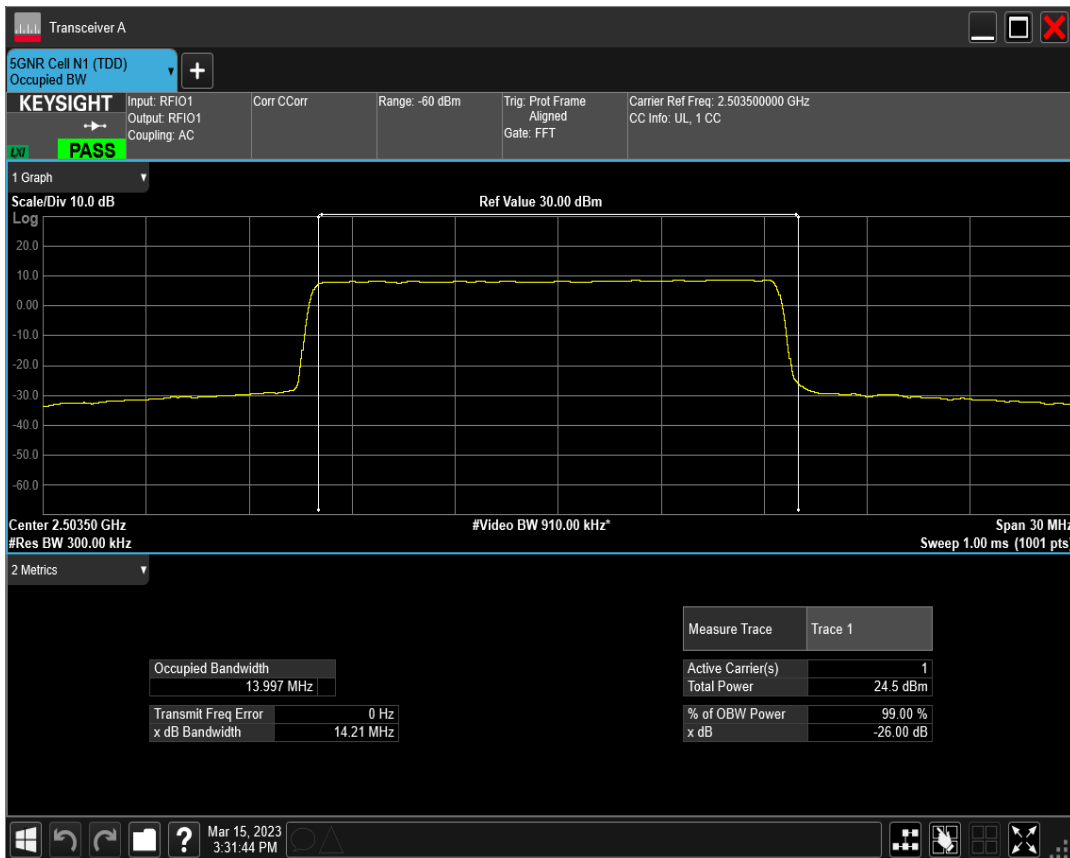 Transceiver A
5GNR Cell N1 (TDD)
Occupied BW
+
KEYSIGHT
LXI
PASS
Input: RFIO1
Output: RFIO1
Coupling: AC
Corr CCorr
Range: -60 dBm
Trig: Prot Frame
Aligned
Gate: FFT
Carrier Ref Freq: 2.503500000 GHz
CC Info: UL, 1 CC
1 Graph
Scale/Div 10.0 dB
Ref Value 30.00 dBm
Log
20.0
10.0
0.00
-10.0
-20.0
-30.0
-40.0
-50.0
-60.0
Center 2.50350 GHz
#Video BW 910.00 kHz*
Span 30 MHz
#Res BW 300.00 kHz
Sweep 1.00 ms (1001 pts)
2 Metrics
Measure Trace Trace 1
Occupied Bandwidth
13.997 MHz
Active Carrier(s) 1
Total Power 24.5 dBm
Transmit Freq Error 0 Hz
x dB Bandwidth 14.21 MHz
% of OBW Power 99.00 %
x dB -26.00 dB
?
Mar 15, 2023
3:31:44 PM